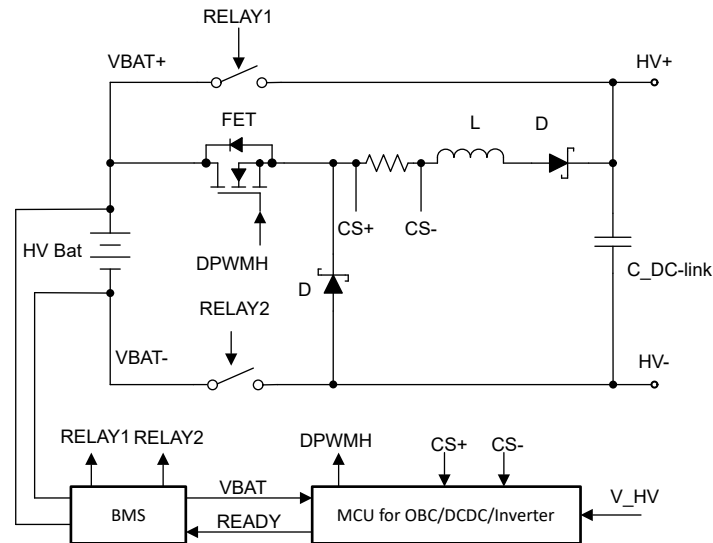 RELAY1
VBAT+
HV+
FET
L
D
CS+
CS-
HV Bat
DPWMH
C_DC-link
D
RELAY2
VBAT-
HV-
RELAY1
RELAY2
DPWMH
CS+
CS-
VBAT
V_HV
BMS
MCU for OBC/DCDC/Inverter
READY